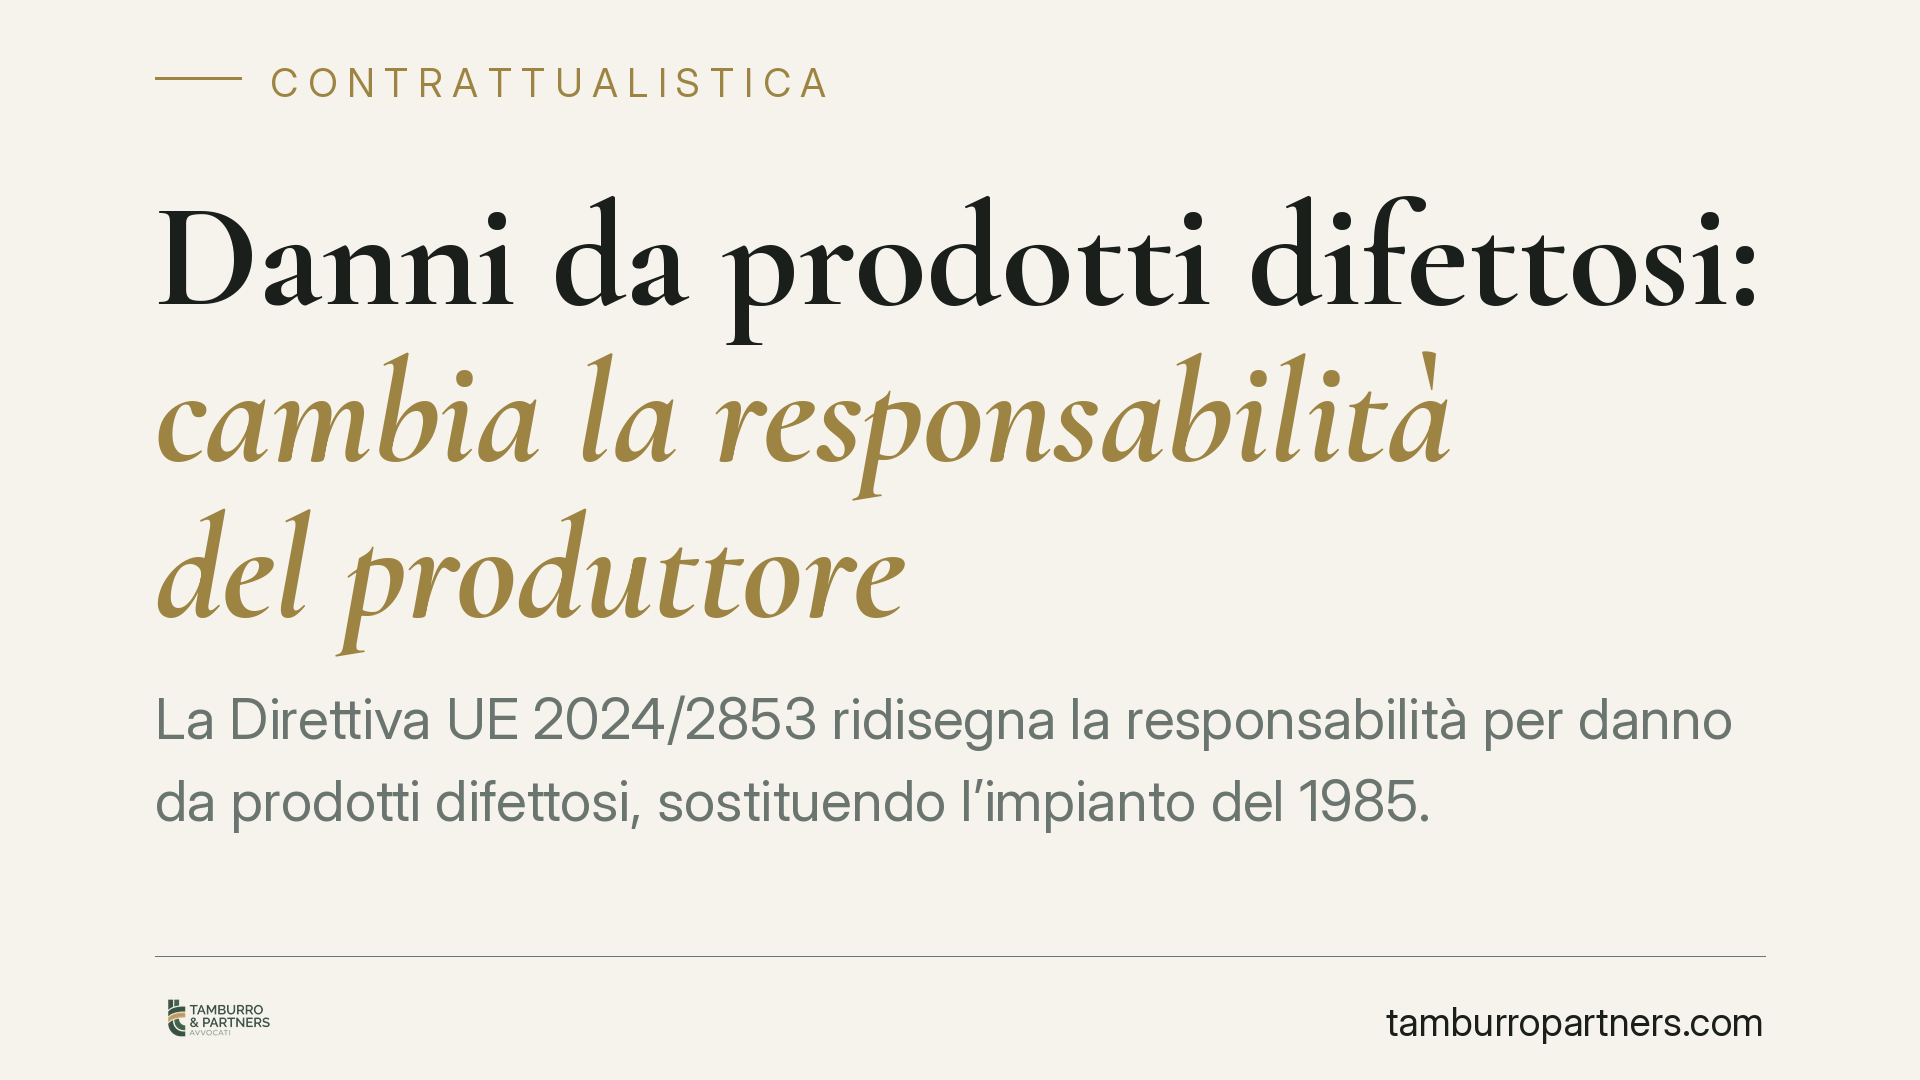 CONTRATTUALISTICA
Danni da prodotti difettosi:
cambia la responsabilità
del produttore
La Direttiva UE 2024/2853 ridisegna la responsabilità per danno
da prodotti difettosi, sostituendo l’impianto del 1985.
TAMBURRO
& PARTNERS
AVVOCATI
tamburropartners.com